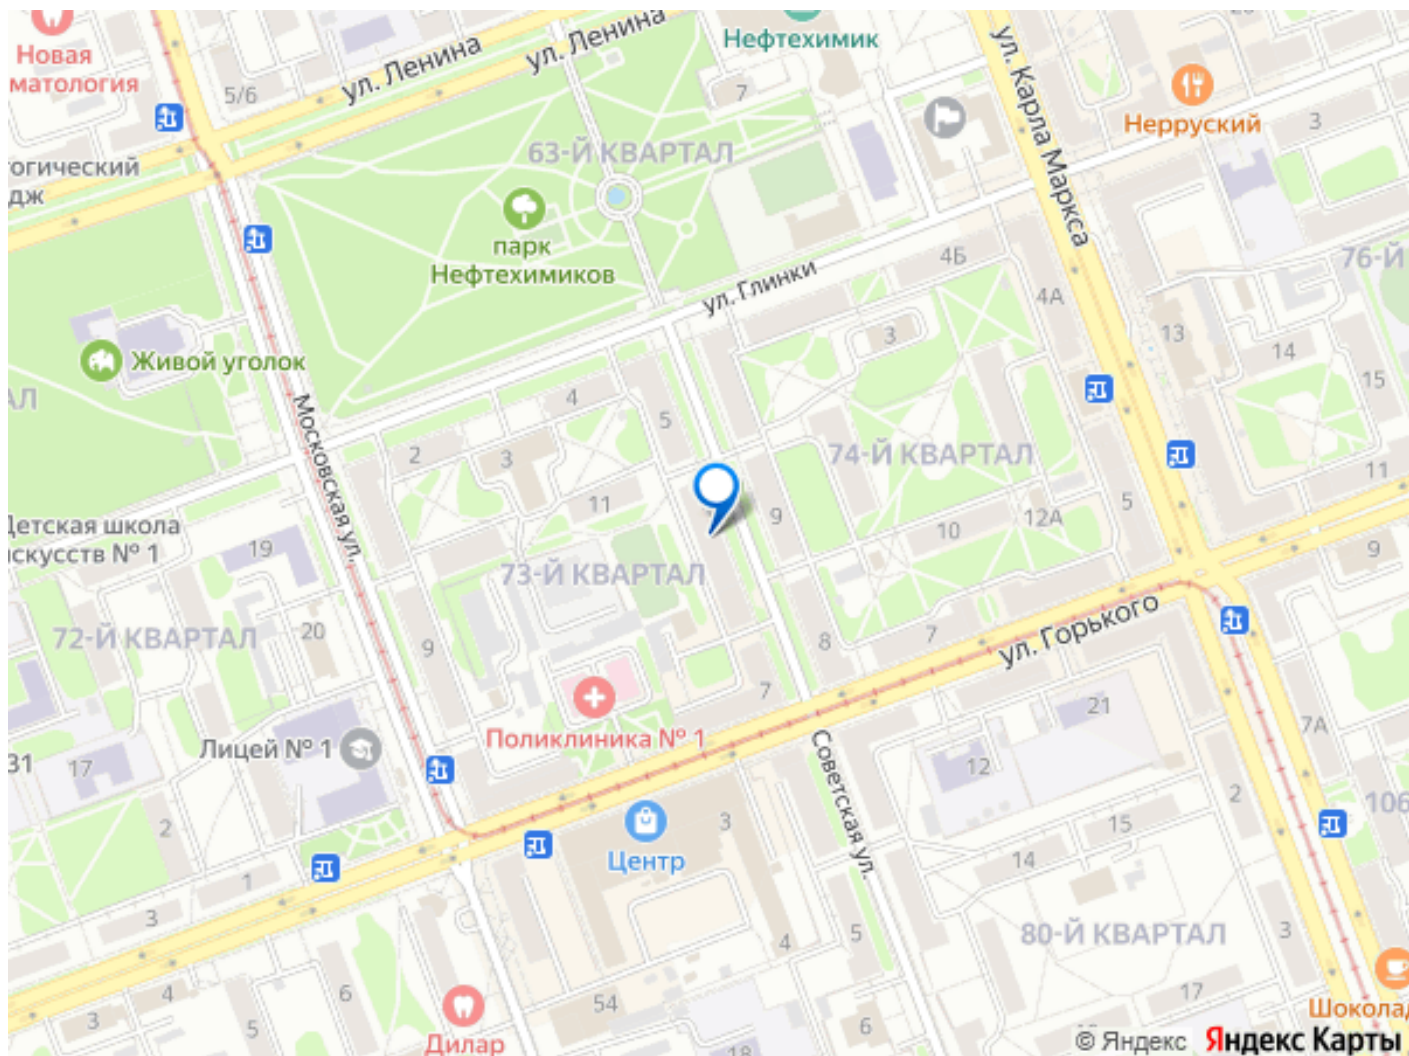 Новая
матология
5/6
ул. Ленина
ул. Ленина
Нефтехимик
7
ул. Карла Маркса
Нерруский
3
огический
дж
63-Й КВАРТАЛ
парк
Нефтехимиков
ул. Глинки
4Б
4А
76-Й
13
14
15
3
Живой уголок
АЛ
Московская ул.
4
5
2
3
11
74-Й КВАРТАЛ
9
10
12А
5
11
9
Детская школа
искусств № 1
19
73-Й КВАРТАЛ
72-Й КВАРТАЛ
20
9
8
7
ул. Горького
7
Поликлиника № 1
Лицей № 1
31
17
2
21
7А
12
Советская ул.
2
106
Центр
3
15
14
1
3
4
5
80-Й КВАРТАЛ
3
4
3
5
6
54
Дилар
6
17
18
Шоколад
© Яндекс
Яндекс Карты